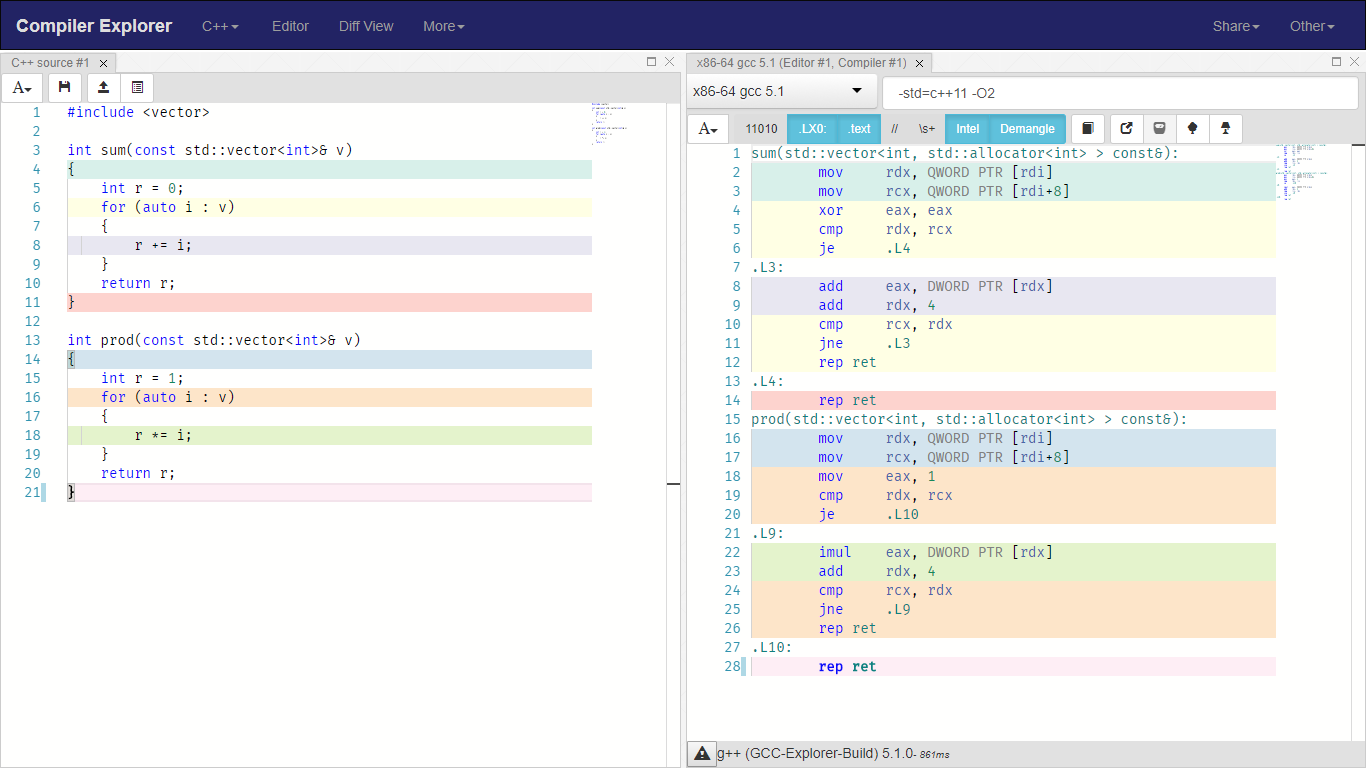 Compiler Explorer C++ Editor Diff View More Share Other
C++ source #1
A
1 #include <vector>
2
3 int sum(const std::vector<int>& v)
4 {
5 int r = 0;
6 for (auto i : v)
7 {
8 r += i;
9 }
10 return r;
11 }
12
13 int prod(const std::vector<int>& v)
14 {
15 int r = 1;
16 for (auto i : v)
17 {
18 r *= i;
19 }
20 return r;
21 }
x86-64 gcc 5.1 (Editor #1, Compiler #1)
x86-64 gcc 5.1 -std=c++11 -O2
A 11010 .LX0: .text // \s+ Intel Demangle
1 sum(std::vector<int, std::allocator<int> > const&):
2 mov rdx, QWORD PTR [rdi]
3 mov rcx, QWORD PTR [rdi+8]
4 xor eax, eax
5 cmp rdx, rcx
6 je .L4
7 .L3:
8 add eax, DWORD PTR [rdx]
9 add rdx, 4
10 cmp rcx, rdx
11 jne .L3
12 rep ret
13 .L4:
14 rep ret
15 prod(std::vector<int, std::allocator<int> > const&):
16 mov rdx, QWORD PTR [rdi]
17 mov rcx, QWORD PTR [rdi+8]
18 mov eax, 1
19 cmp rdx, rcx
20 je .L10
21 .L9:
22 imul eax, DWORD PTR [rdx]
23 add rdx, 4
24 cmp rcx, rdx
25 jne .L9
26 rep ret
27 .L10:
28 rep ret
g++ (GCC-Explorer-Build) 5.1.0- 861ms